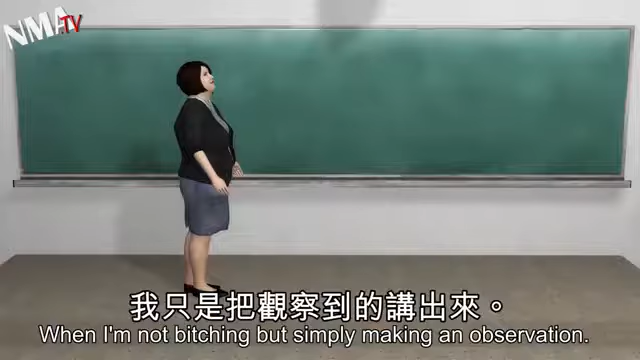 NMA.TV
我只是把觀察到的講出來。
When I'm not bitching but simply making an observation.